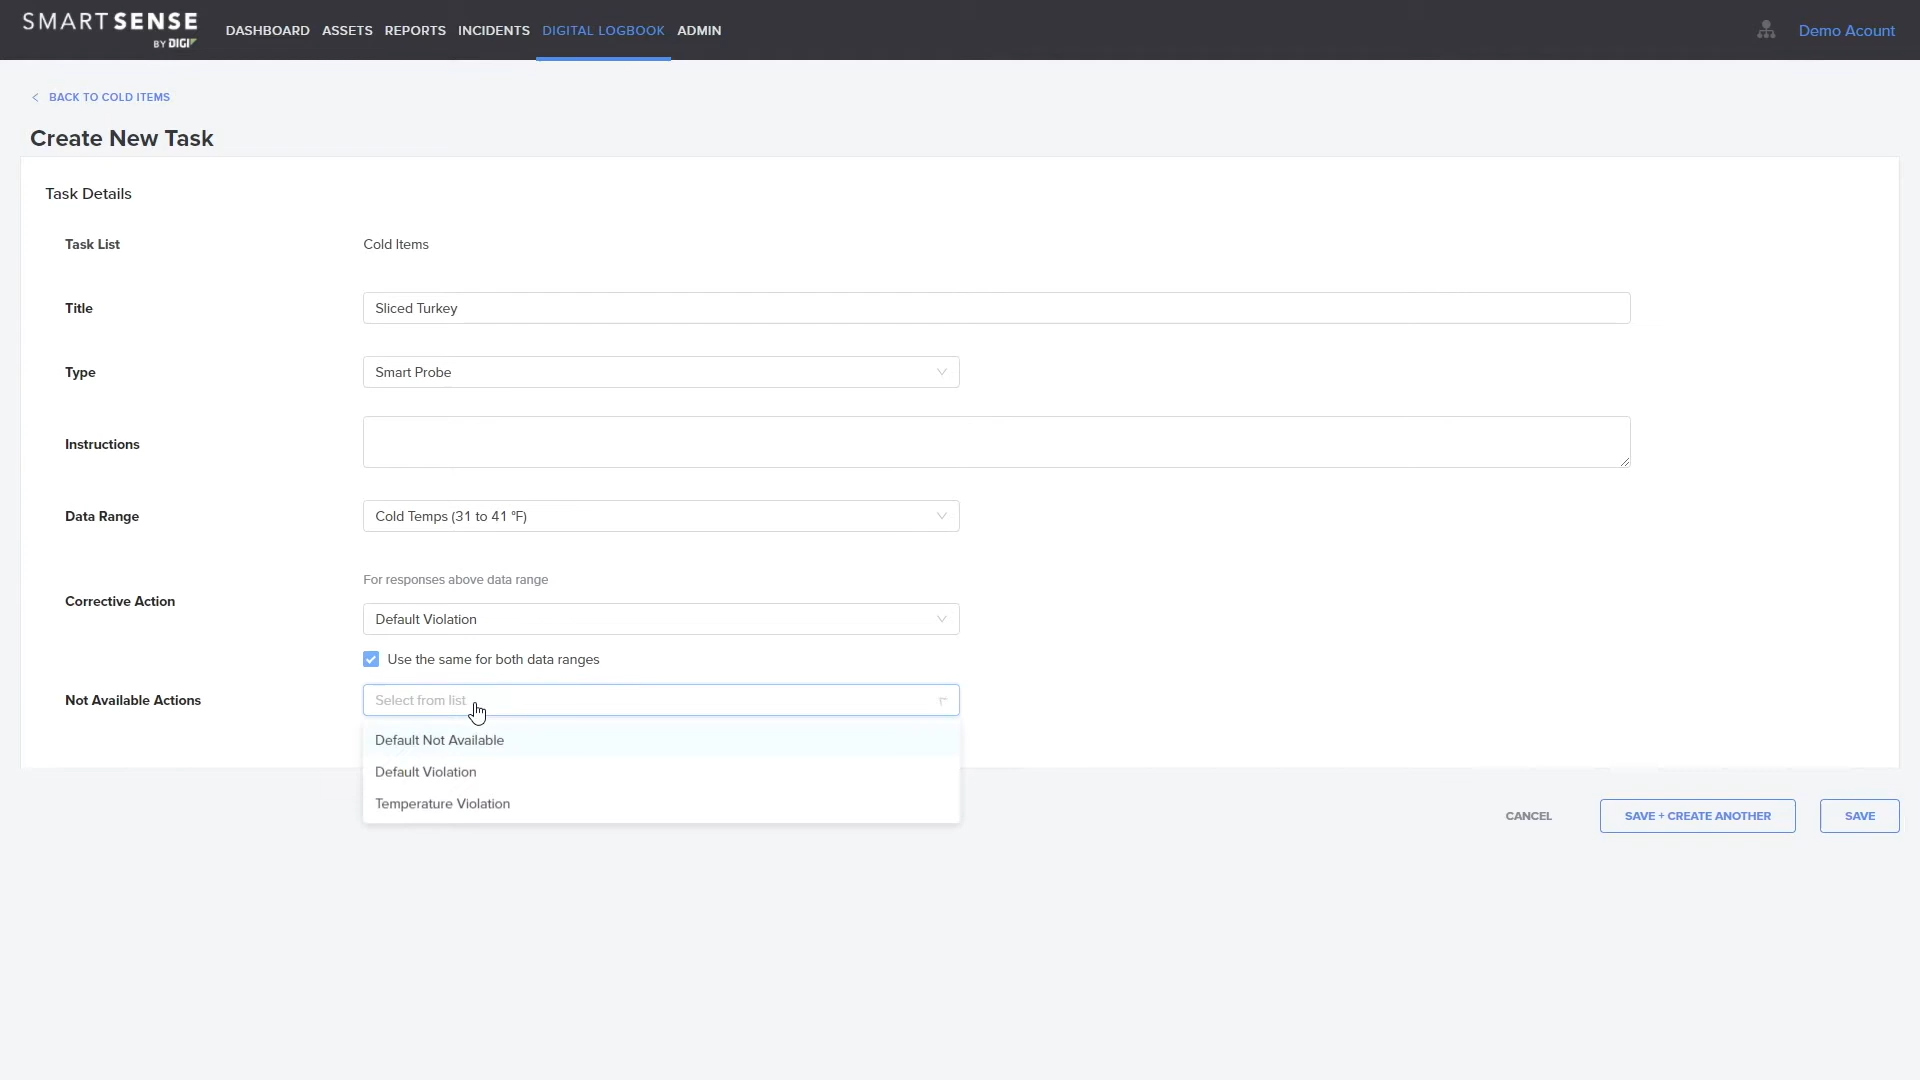 SMARTSENSE
BY DIGI
DASHBOARD ASSETS REPORTS INCIDENTS DIGITAL LOGBOOK ADMIN
Demo Acount
BACK TO COLD ITEMS
Create New Task
Task Details
Task List
Cold Items
Title
Sliced Turkey
Type
Smart Probe
Instructions
Data Range
Cold Temps (31 to 41 °F)
For responses above data range
Corrective Action
Default Violation
Use the same for both data ranges
Not Available Actions
Select from list
Default Not Available
Default Violation
Temperature Violation
CANCEL
SAVE + CREATE ANOTHER
SAVE